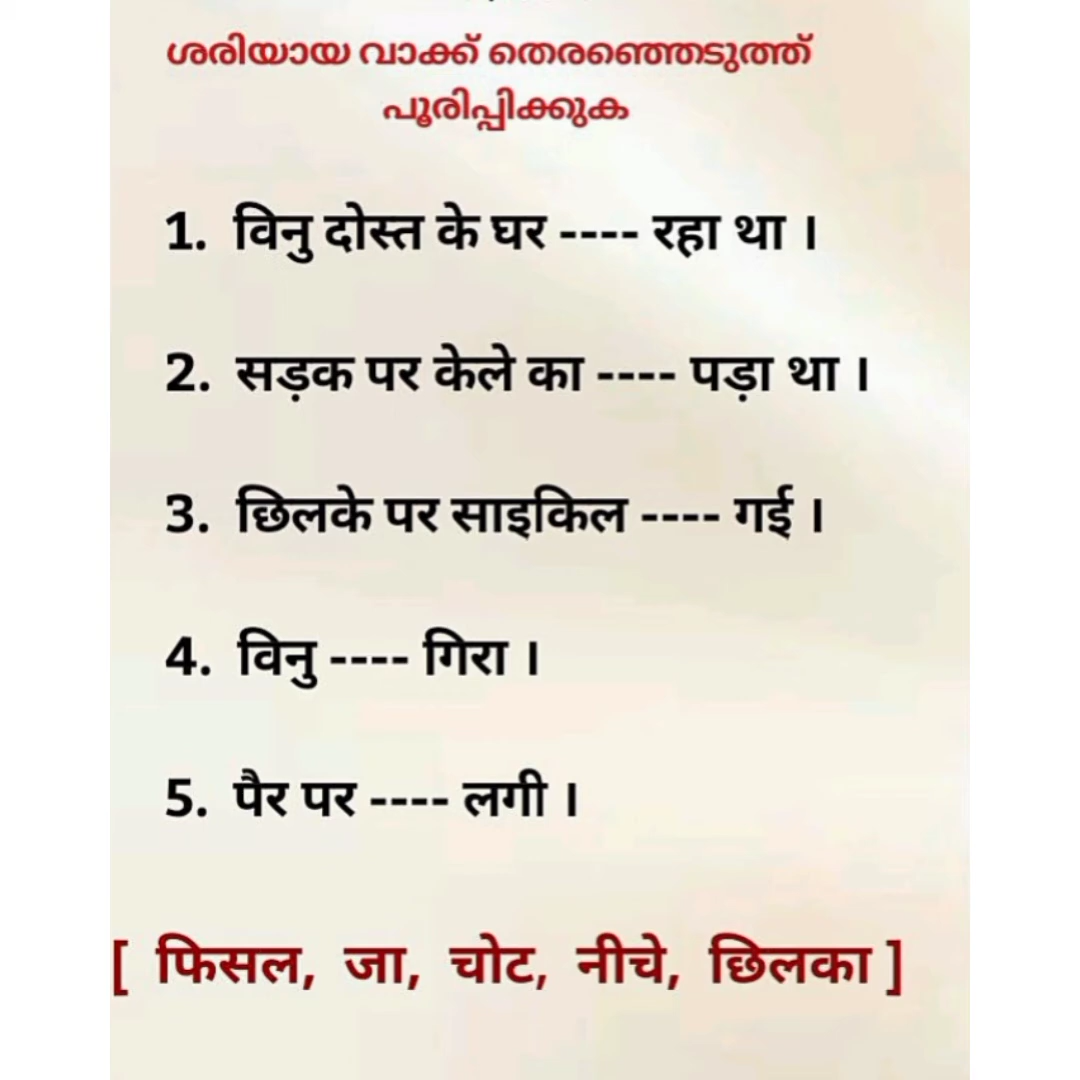 ശരിയായ വാക്ക് തെരഞ്ഞെടുത്ത്
പൂരിപ്പിക്കുക
1. विनु दोस्त के घर ---- रहा था ।
2. सड़क पर केले का ---- पड़ा था ।
3. छिलके पर साइकिल ---- गई ।
4. विनु ---- गिरा ।
5. पैर पर ---- लगी ।
[ फिसल, जा, चोट, नीचे, छिलका ]